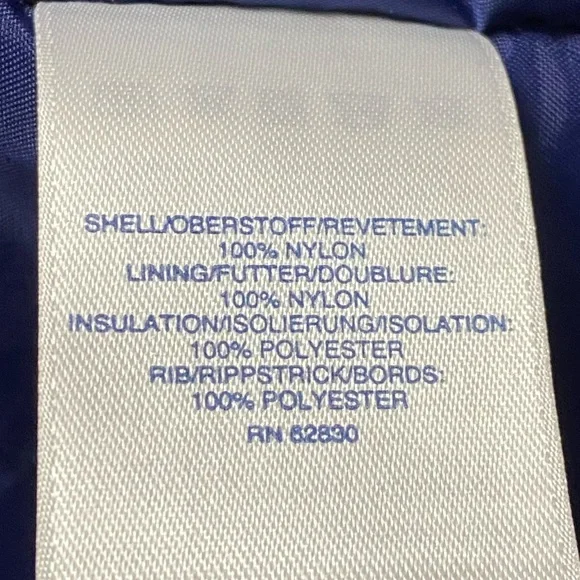 SHELL/OBERSTOFF/REVETEMENT:
100% NYLON
LINING/FUTTER/DOUBLURE:
100% NYLON
INSULATION/ISOLIERUNG/ISOLATION:
100% POLYESTER
RIB/RIPPSTRICK/BORDS:
100% POLYESTER
RN 62830